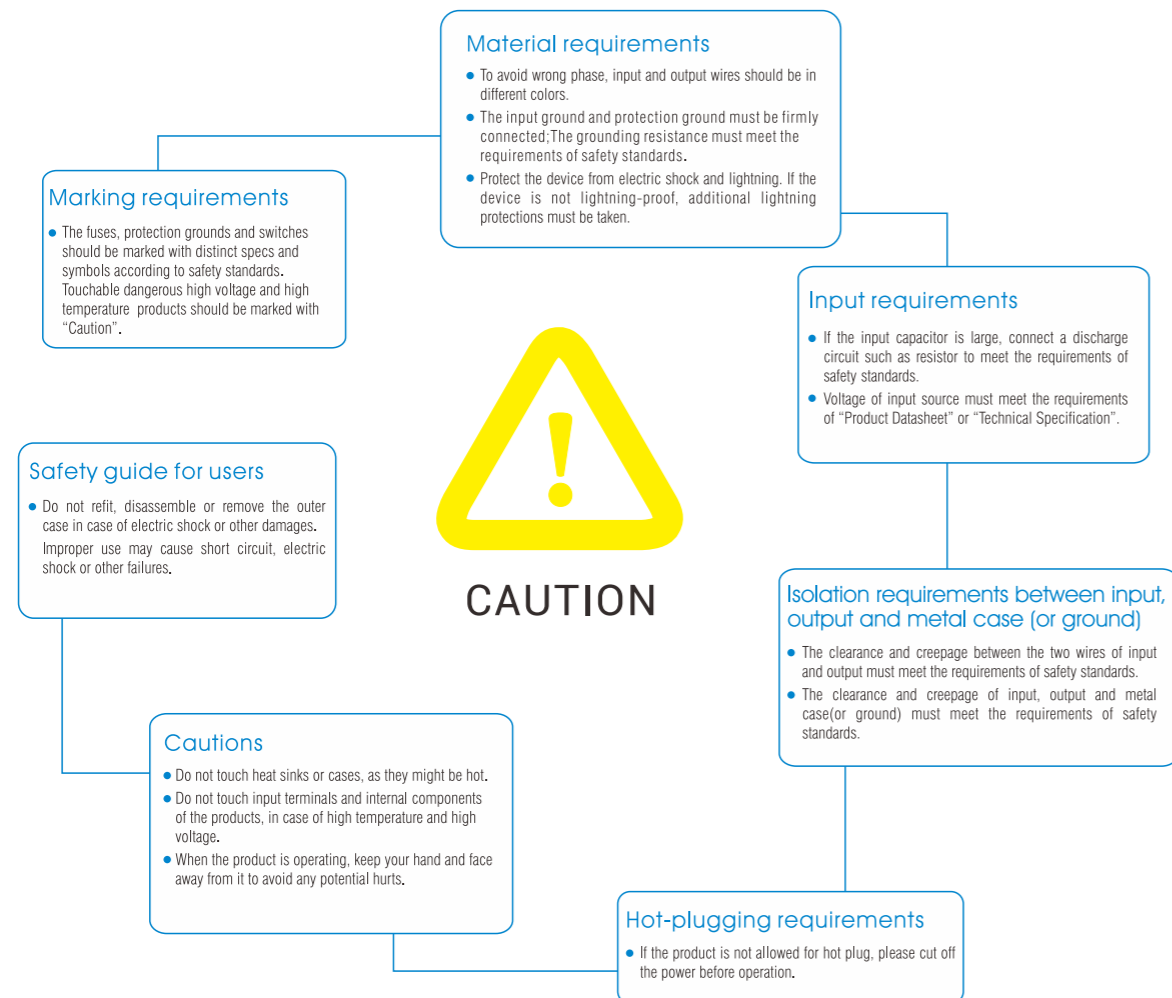 Material requirements
● To avoid wrong phase, input and output wires should be in
different colors.
● The input ground and protection ground must be firmly
connected;The grounding resistance must meet the
requirements of safety standards.
● Protect the device from electric shock and lightning. If the
device is not lightning-proof, additional lightning
protections must be taken.
Marking requirements
● The fuses, protection grounds and switches
should be marked with distinct specs and
symbols according to safety standards.
Touchable dangerous high voltage and high
temperature products should be marked with
“Caution”.
Input requirements
● If the input capacitor is large, connect a discharge
circuit such as resistor to meet the requirements of
safety standards.
● Voltage of input source must meet the requirements
of “Product Datasheet” or “Technical Specification”.
Safety guide for users
● Do not refit, disassemble or remove the outer
case in case of electric shock or other damages.
Improper use may cause short circuit, electric
shock or other failures.
!
CAUTION
Isolation requirements between input,
output and metal case (or ground)
● The clearance and creepage between the two wires of input
and output must meet the requirements of safety standards.
● The clearance and creepage of input, output and metal
case(or ground) must meet the requirements of safety
standards.
Cautions
● Do not touch heat sinks or cases, as they might be hot.
● Do not touch input terminals and internal components
of the products, in case of high temperature and high
voltage.
● When the product is operating, keep your hand and face
away from it to avoid any potential hurts.
Hot-plugging requirements
● If the product is not allowed for hot plug, please cut off
the power before operation.